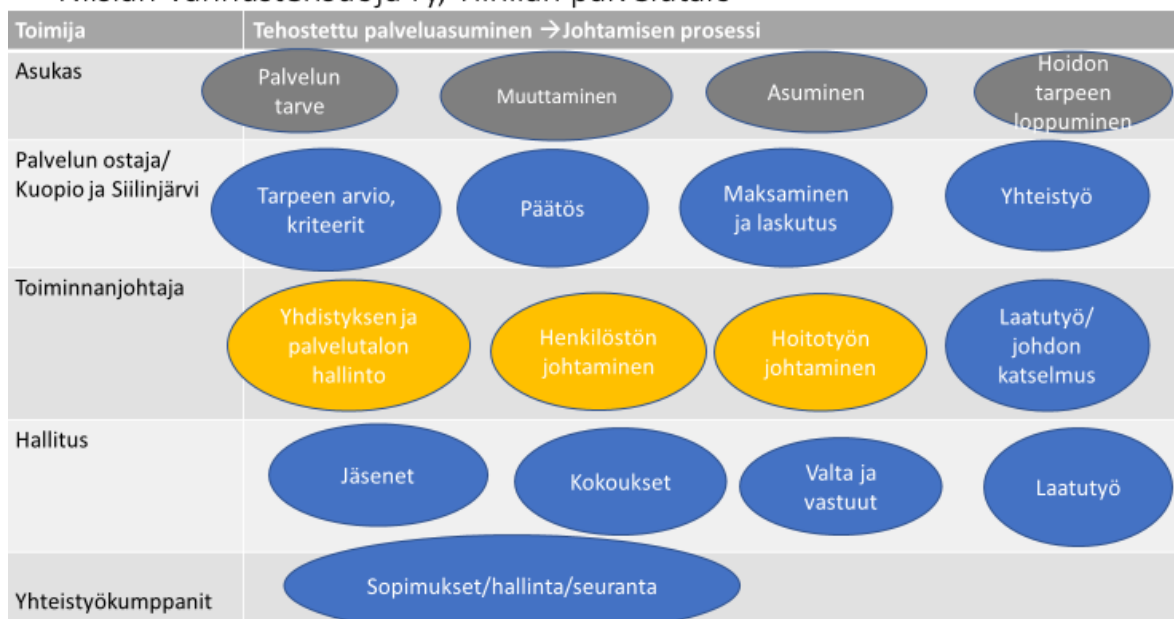 Toimija
Tehostettu palveluasuminen →Johtamisen prosessi
Asukas
Palvelun
tarve
Muuttaminen
Asuminen
Hoidon
tarpeen
loppuminen
Palvelun ostaja/
Kuopio ja Siilinjärvi
Tarpeen arvio,
kriteerit
Päätös
Maksaminen
ja laskutus
Yhteistyö
Toiminnanjohtaja
Yhdistyksen ja
palvelutalon
hallinto
Henkilöstön
johtaminen
Hoitotyön
johtaminen
Laatutyö/
johdon
katselmus
Hallitus
Jäsenet
Kokoukset
Valta ja
vastuut
Laatutyö
Yhteistyökumppanit
Sopimukset/hallinta/seuranta